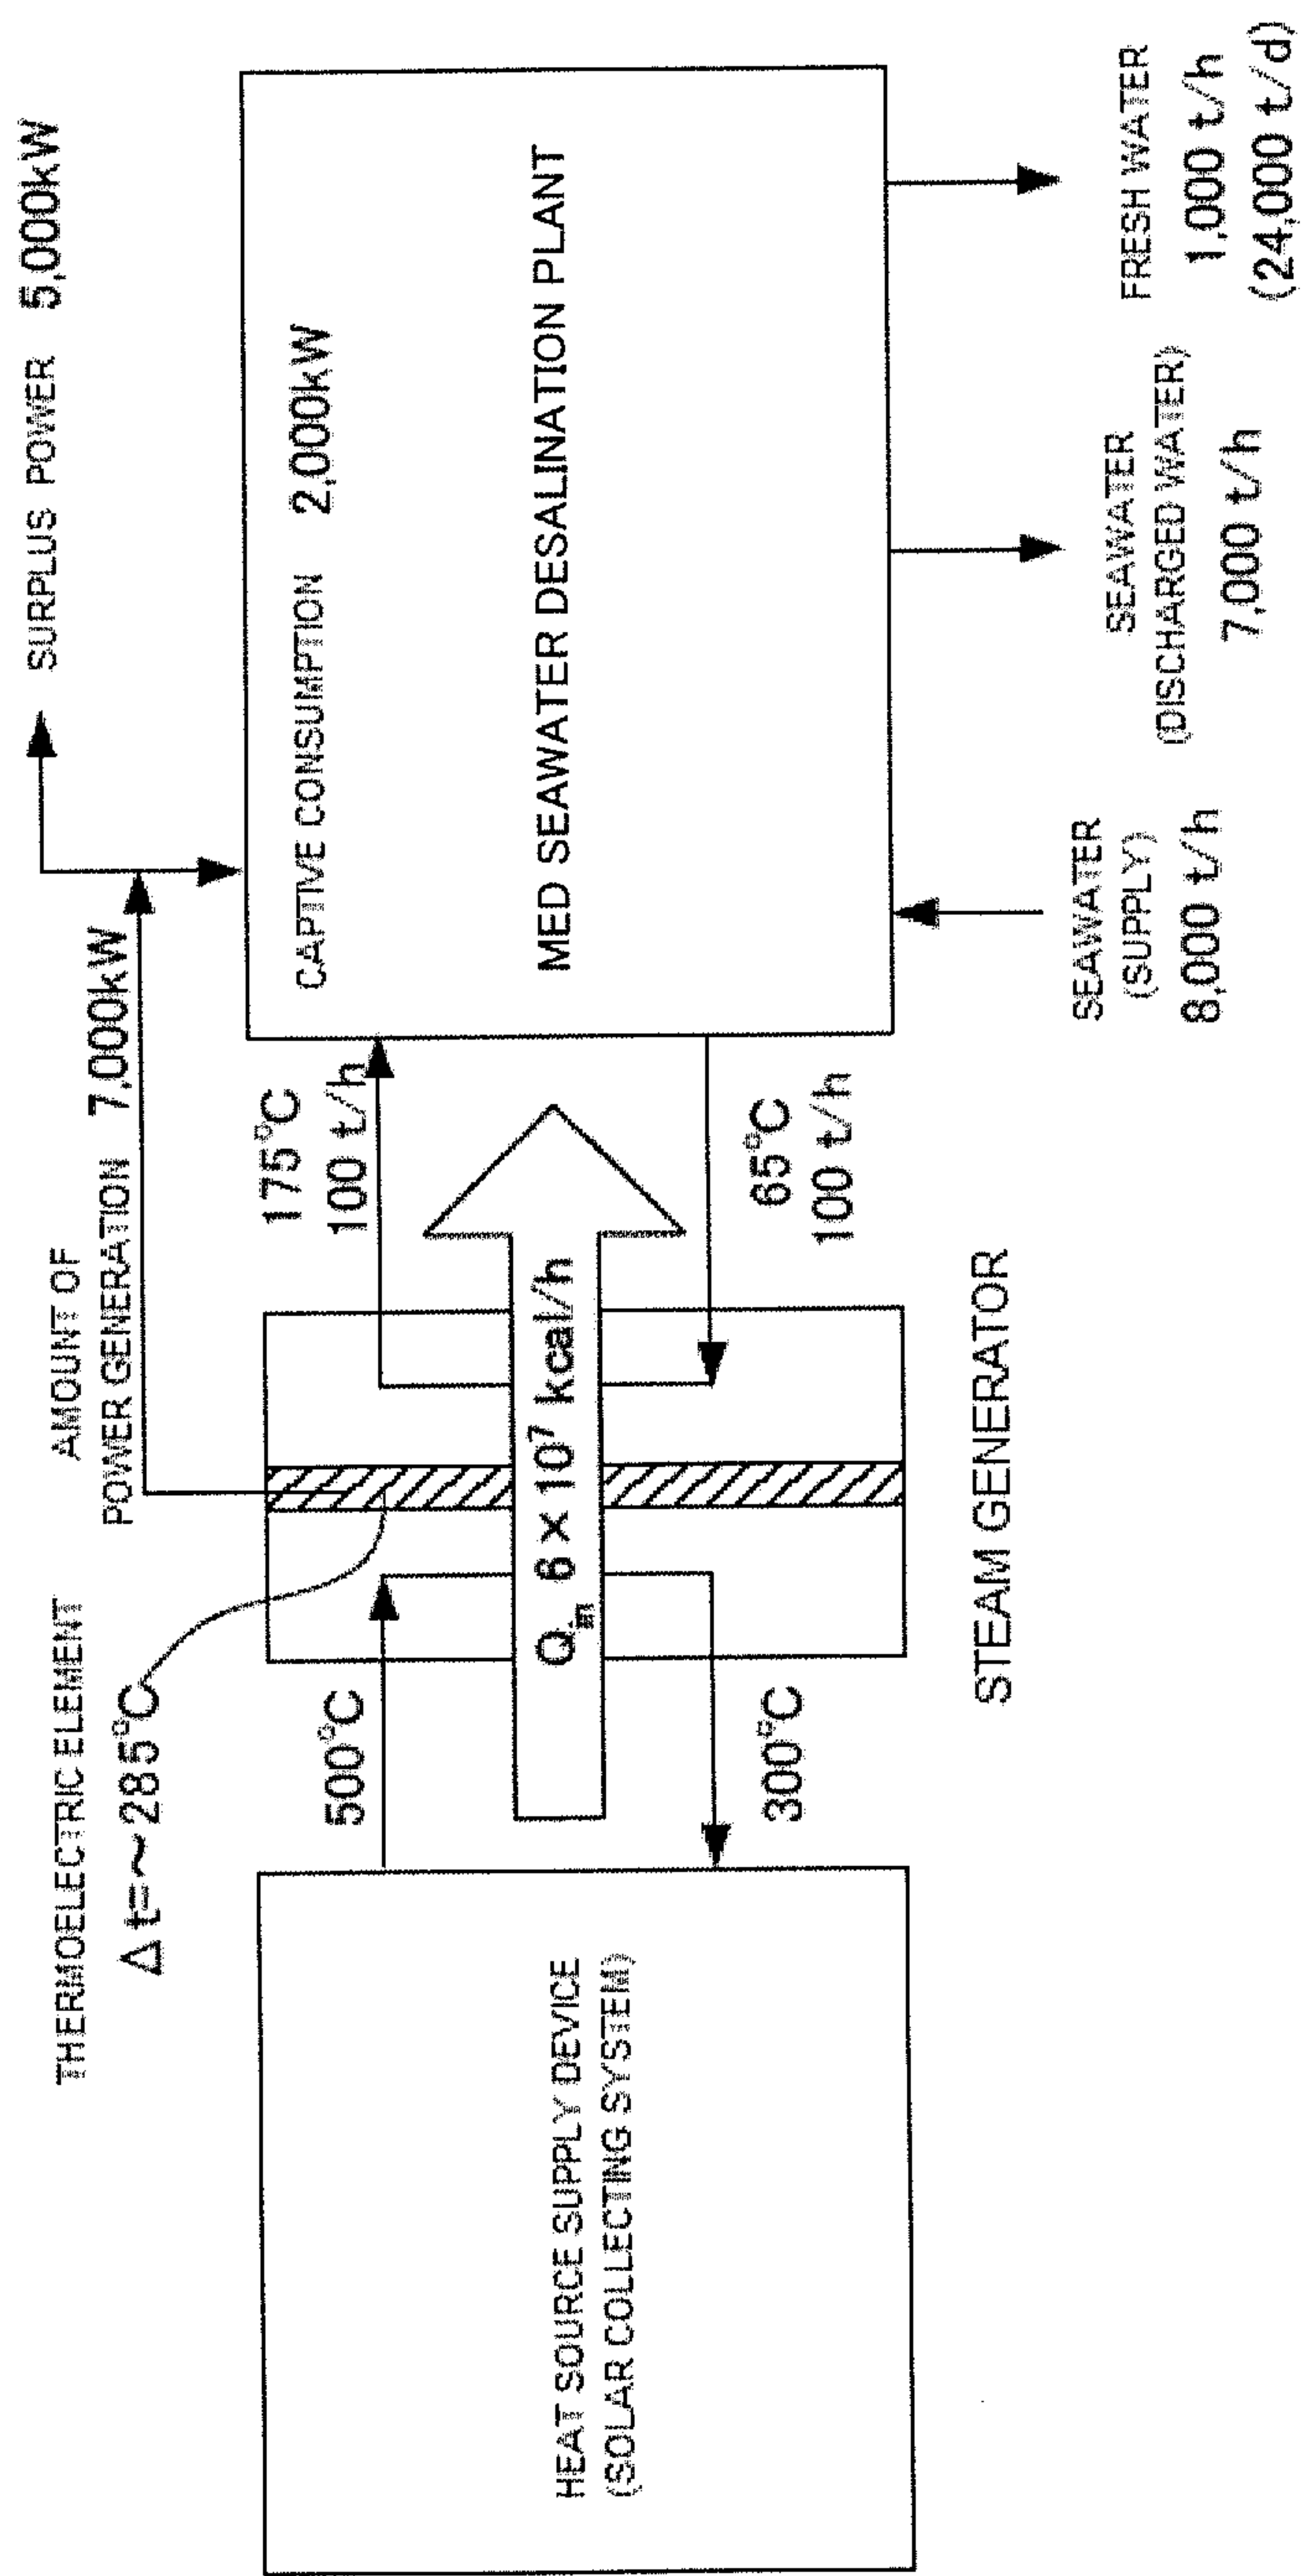 SURPLUS POWER 5,000kW
AMOUNT OF
POWER GENERATION 7,000kW
THERMOELECTRIC ELEMENT
Δt=~285°C
CAPTIVE CONSUMPTION 2,000kW
MED SEAWATER DESALINATION PLANT
HEAT SOURCE SUPPLY DEVICE
(SOLAR COLLECTING SYSTEM)
500°C
300°C
Qin 6 × 10⁷ kcal/h
175°C
100 t/h
65°C
100 t/h
STEAM GENERATOR
SEAWATER
(SUPPLY)
8,000 t/h
SEAWATER
(DISCHARGED WATER)
7,000 t/h
FRESH WATER
1,000 t/h
(24,000 t/d)